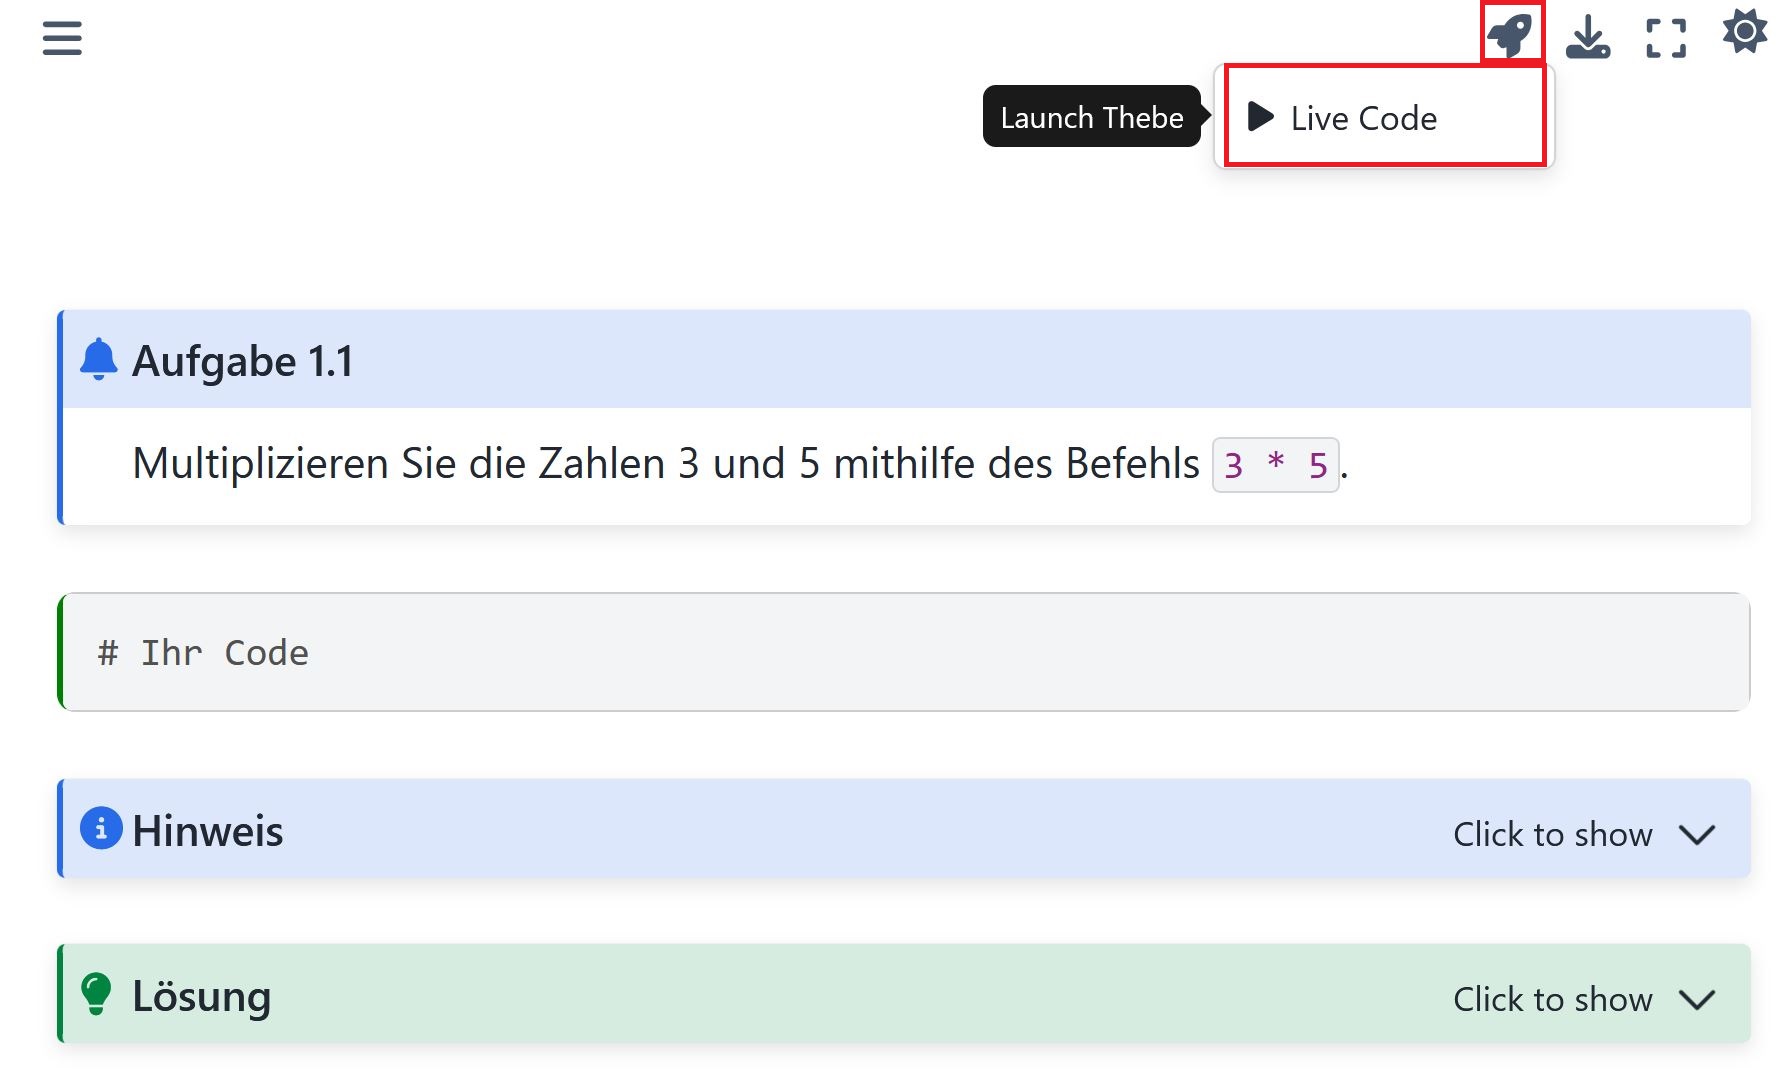 Launch Thebe
Live Code
Aufgabe 1.1
Multiplizieren Sie die Zahlen 3 und 5 mithilfe des Befehls 3 * 5.
# Ihr Code
Hinweis Click to show
Lösung Click to show